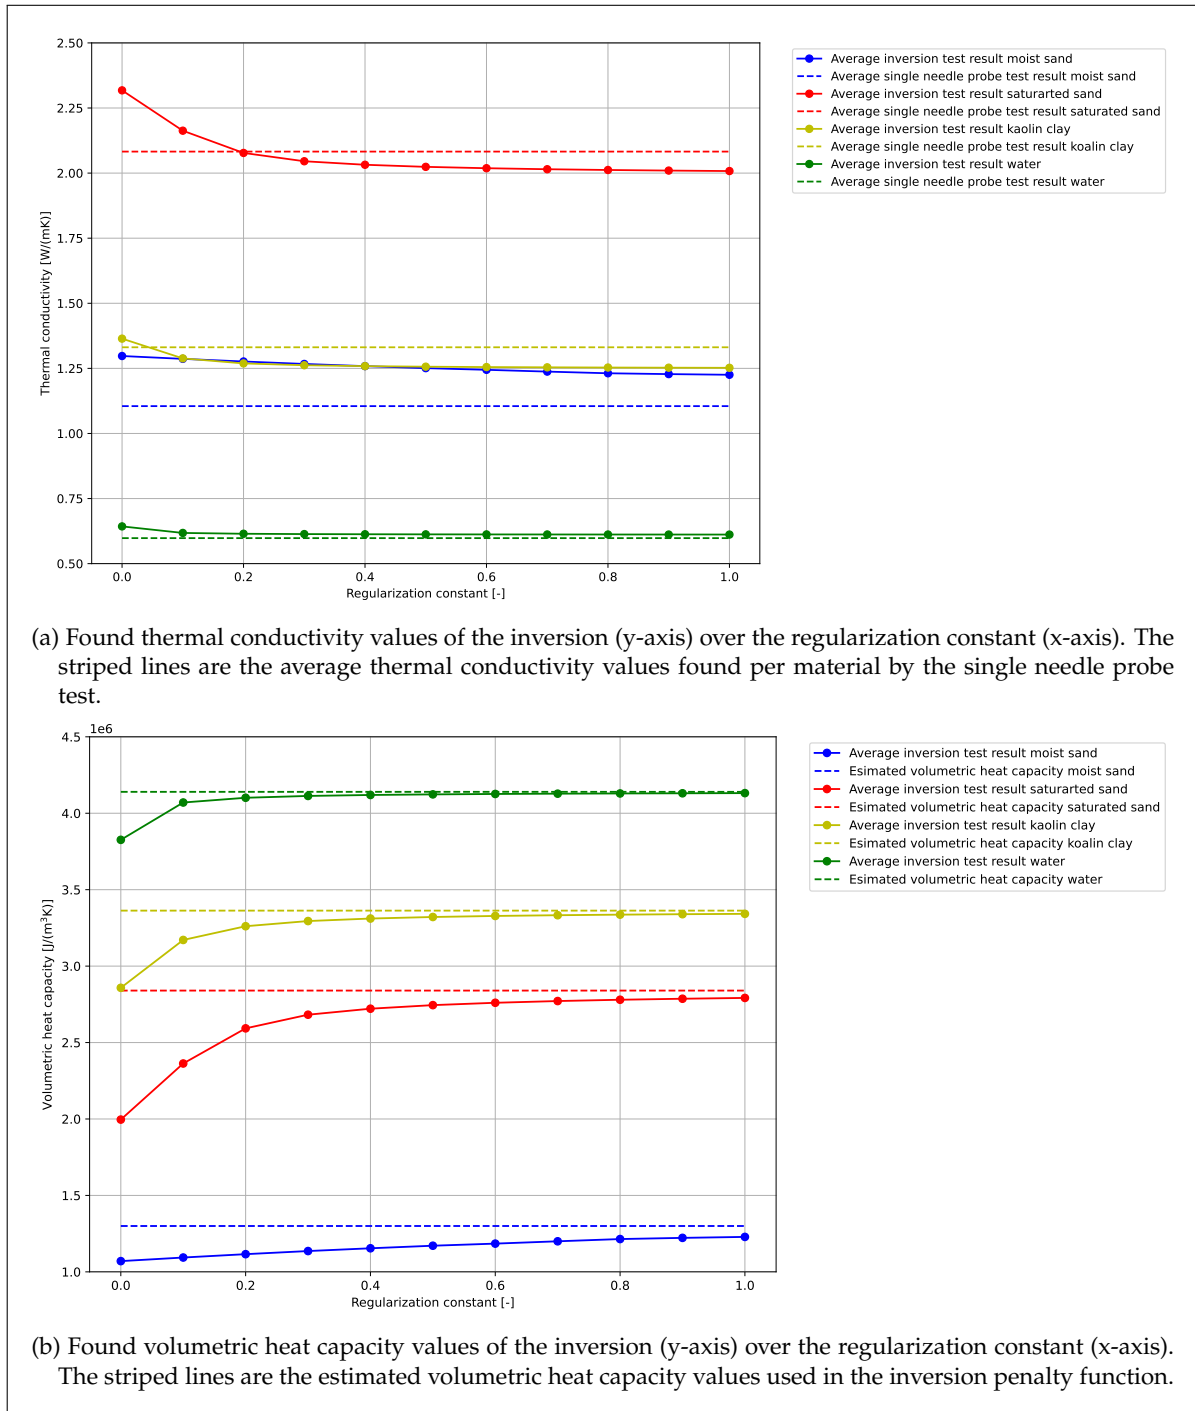 2.50
2.25
2.00
1.75
1.50
1.25
1.00
0.75
0.50
Thermal conductivity [W/(mK)]
0.0 0.2 0.4 0.6 0.8 1.0
Regularization constant [-]
Average inversion test result moist sand
Average single needle probe test result moist sand
Average inversion test result saturarted sand
Average single needle probe test result saturated sand
Average inversion test result kaolin clay
Average single needle probe test result koalin clay
Average inversion test result water
Average single needle probe test result water
(a) Found thermal conductivity values of the inversion (y-axis) over the regularization constant (x-axis). The
striped lines are the average thermal conductivity values found per material by the single needle probe
test.
1e6
4.5
4.0
3.5
3.0
2.5
2.0
1.5
1.0
Volumetric heat capacity [J/(m³K)]
0.0 0.2 0.4 0.6 0.8 1.0
Regularization constant [-]
Average inversion test result moist sand
Esimated volumetric heat capacity moist sand
Average inversion test result saturarted sand
Esimated volumetric heat capacity saturated sand
Average inversion test result kaolin clay
Esimated volumetric heat capacity koalin clay
Average inversion test result water
Esimated volumetric heat capacity water
(b) Found volumetric heat capacity values of the inversion (y-axis) over the regularization constant (x-axis).
The striped lines are the estimated volumetric heat capacity values used in the inversion penalty function.